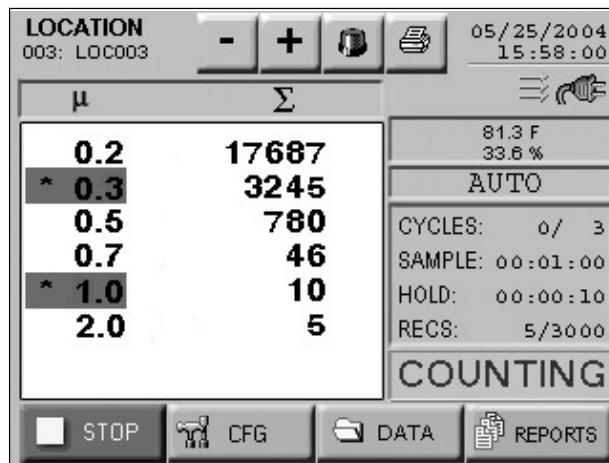 LOCATION
003: LOC003
- +
05/25/2004
15:58:00
µ Σ
0.2 17687
* 0.3 3245
0.5 780
0.7 46
* 1.0 10
2.0 5
81.3 F
33.6 %
AUTO
CYCLES: 0/ 3
SAMPLE: 00:01:00
HOLD: 00:00:10
RECS: 5/3000
COUNTING
STOP CFG DATA REPORTS